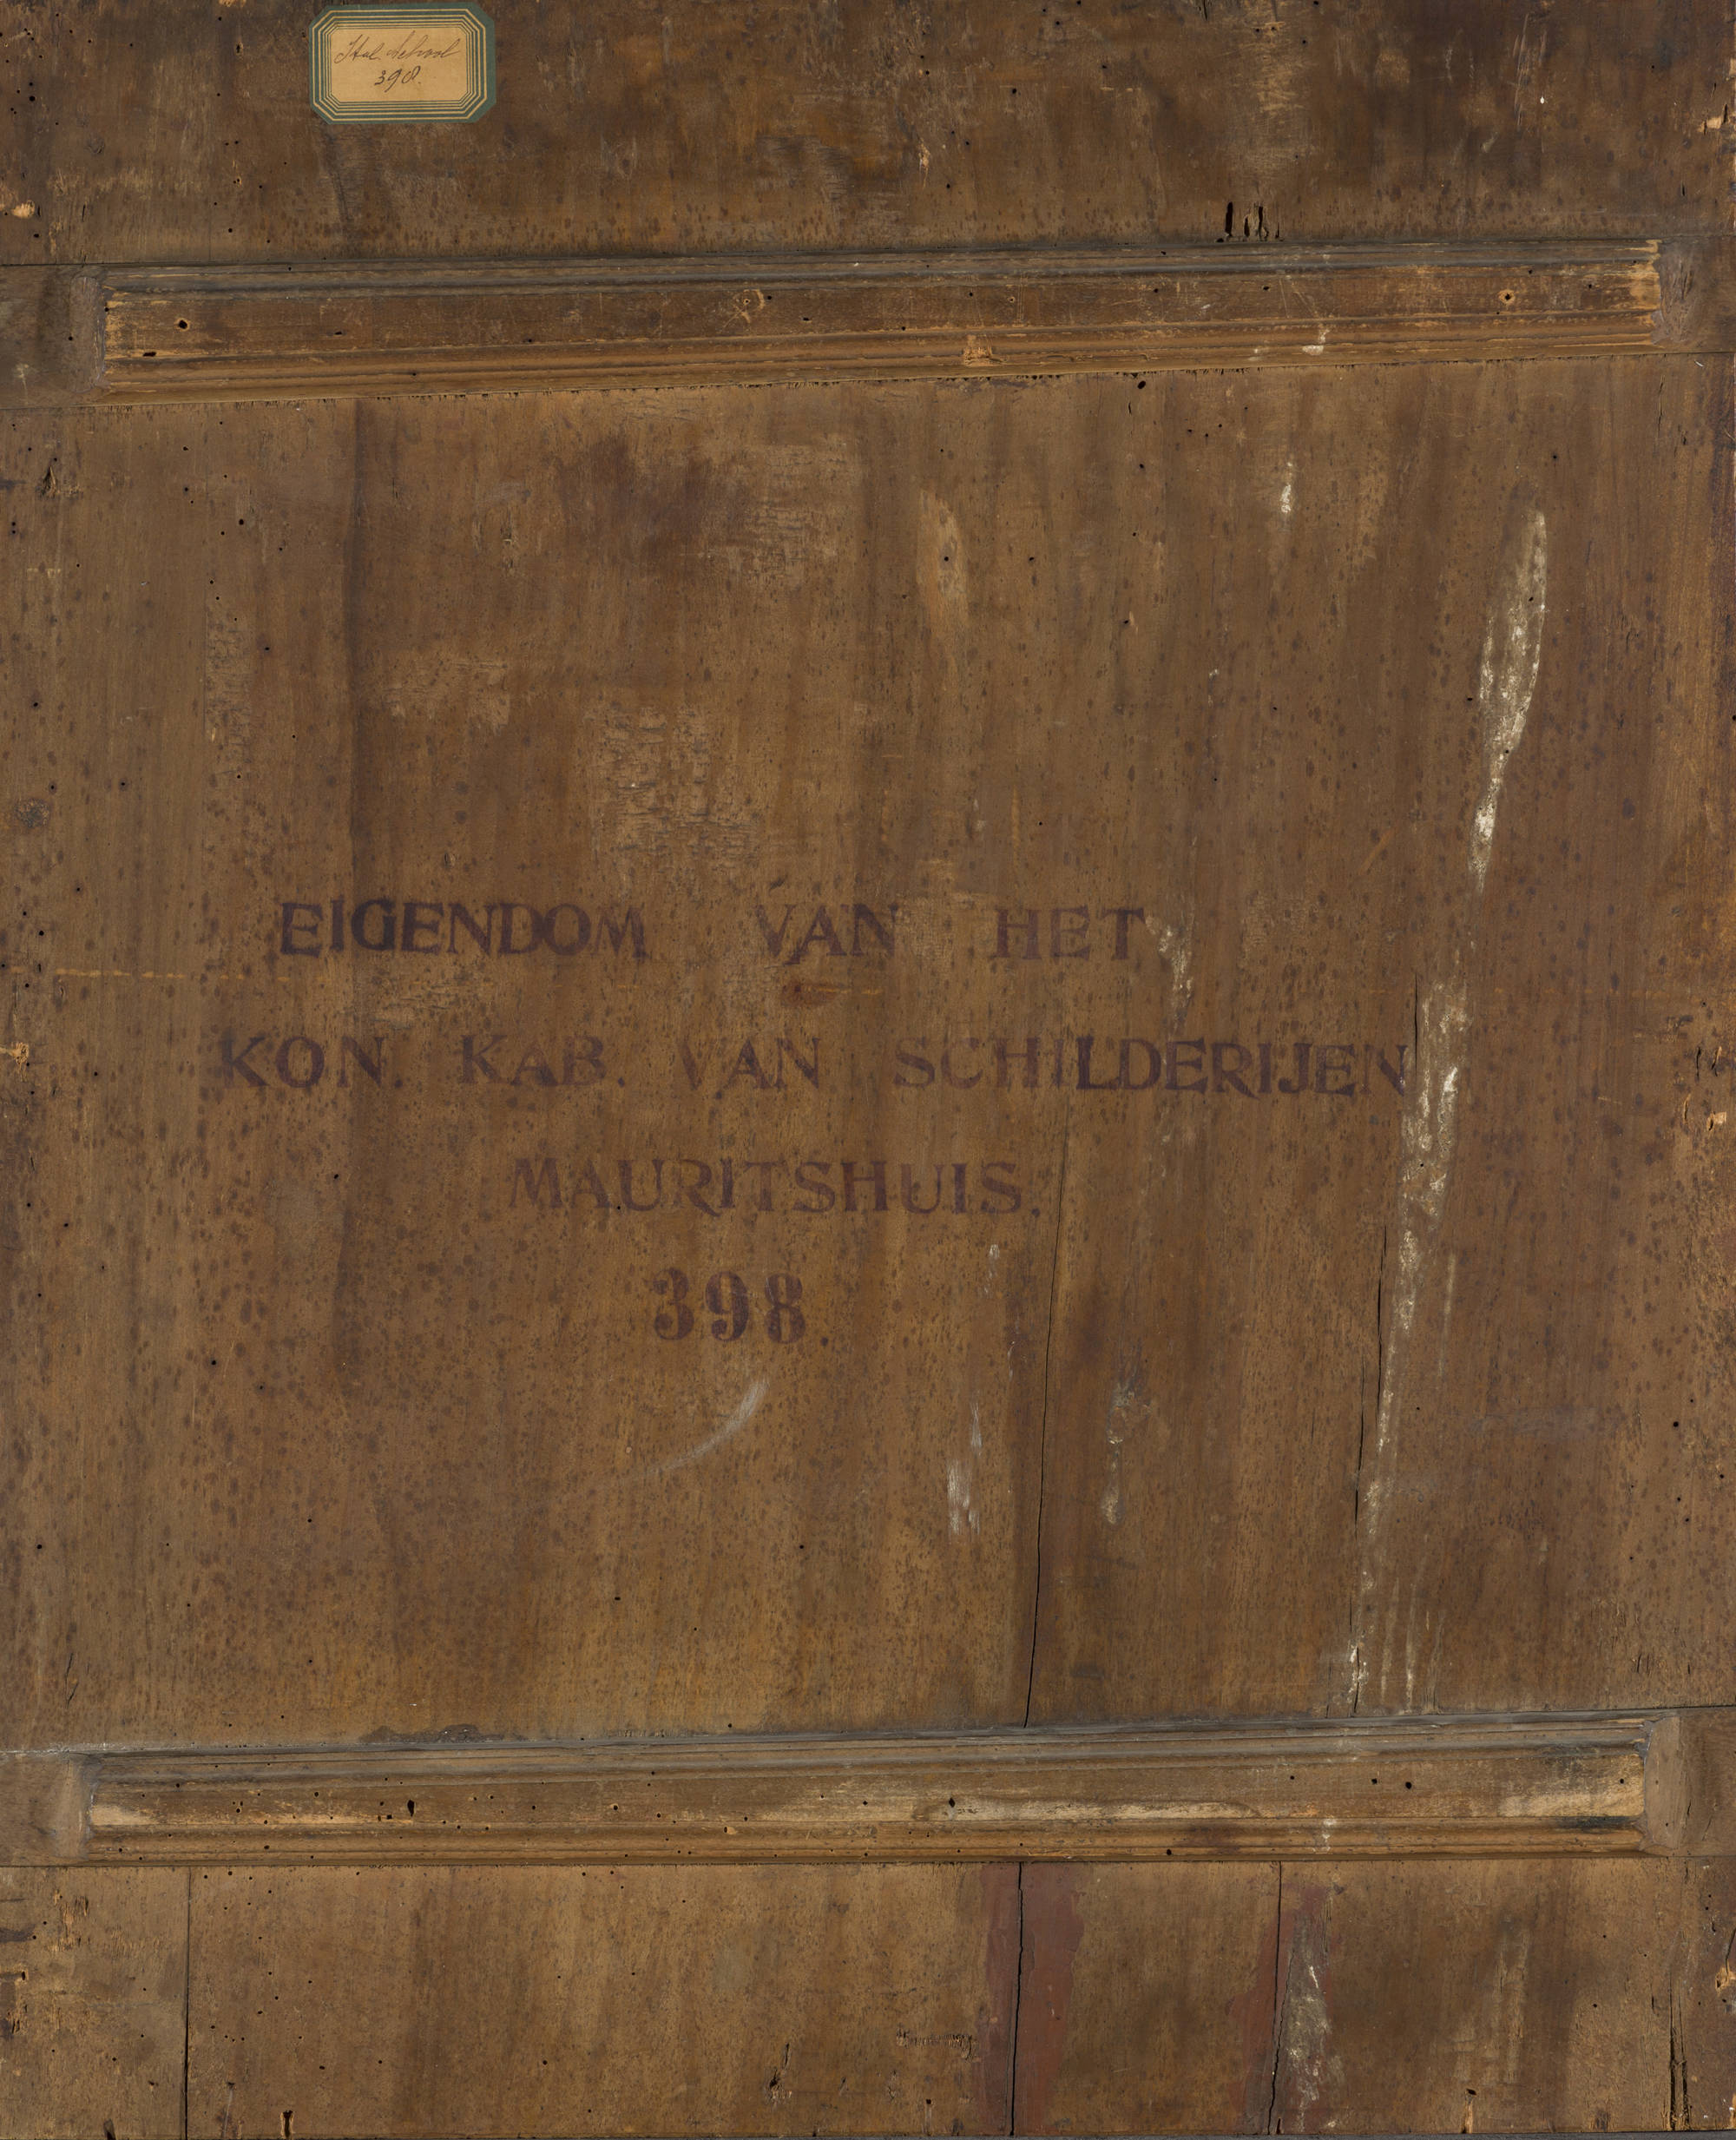 Ital. School
398.
EIGENDOM VAN HET
KON. KAB. VAN SCHILDERIJEN
MAURITSHUIS.
398.